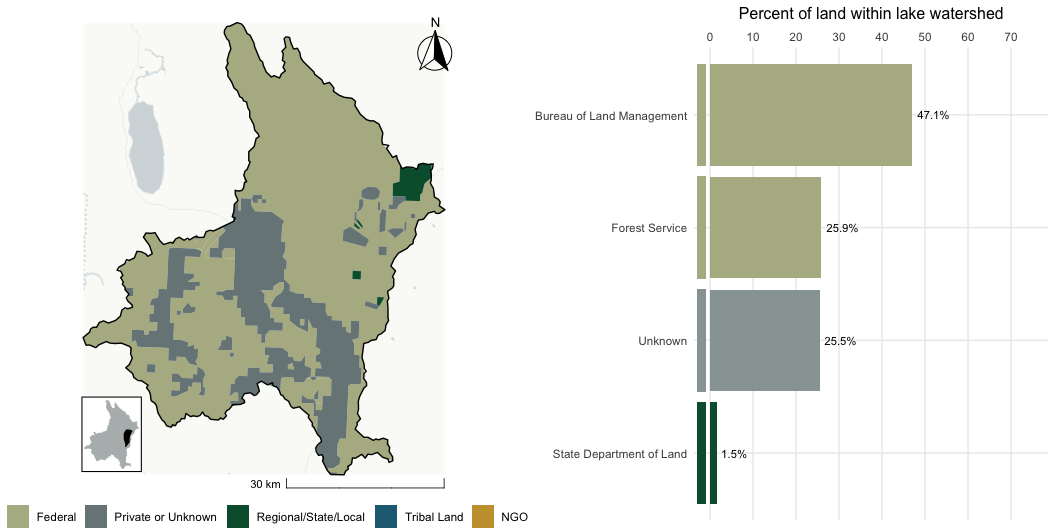 N
30 km
Federal
Private or Unknown
Regional/State/Local
Tribal Land
NGO
Percent of land within lake watershed
0 10 20 30 40 50 60 70
Bureau of Land Management 47.1%
Forest Service 25.9%
Unknown 25.5%
State Department of Land 1.5%